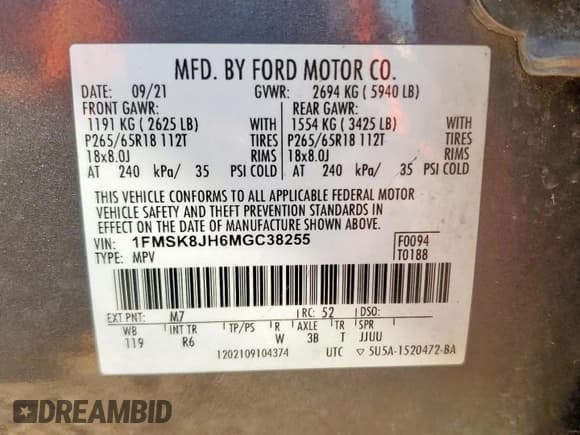 MFD. BY FORD MOTOR CO.
DATE: 09/21 GVWR: 2694 KG ( 5940 LB)
FRONT GAWR: REAR GAWR:
1191 KG ( 2625 LB) WITH 1554 KG ( 3425 LB) WITH
P265/65R18 112T TIRES P265/65R18 112T TIRES
18x8.0J RIMS 18x8.0J RIMS
AT 240 kPa/ 35 PSI COLD AT 240 kPa/ 35 PSI COLD
THIS VEHICLE CONFORMS TO ALL APPLICABLE FEDERAL MOTOR
VEHICLE SAFETY AND THEFT PREVENTION STANDARDS IN
EFFECT ON THE DATE OF MANUFACTURE SHOWN ABOVE.
VIN: 1FMSK8JH6MGC38255 F0094
TYPE: MPV T0188
EXT PNT: M7 RC: 52 DSO:
WB INT TR TP/PS R AXLE TR SPR
119 R6 W 3B T JJUU
1202109104374 UTC ▽ 5U5A-1520472-BA
DREAMBID